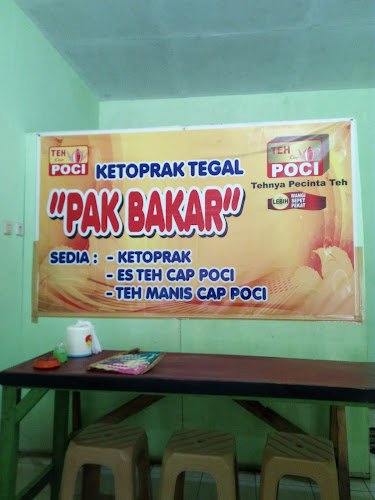 TEH
Cap
POCI
KETOPRAK TEGAL
"PAK BAKAR"
SEDIA : - KETOPRAK
- ES TEH CAP POCI
- TEH MANIS CAP POCI
TEH
Cap
POCI
Tehnya Pecinta Teh
LEBIH
WANGI
SEPET
PEKAT